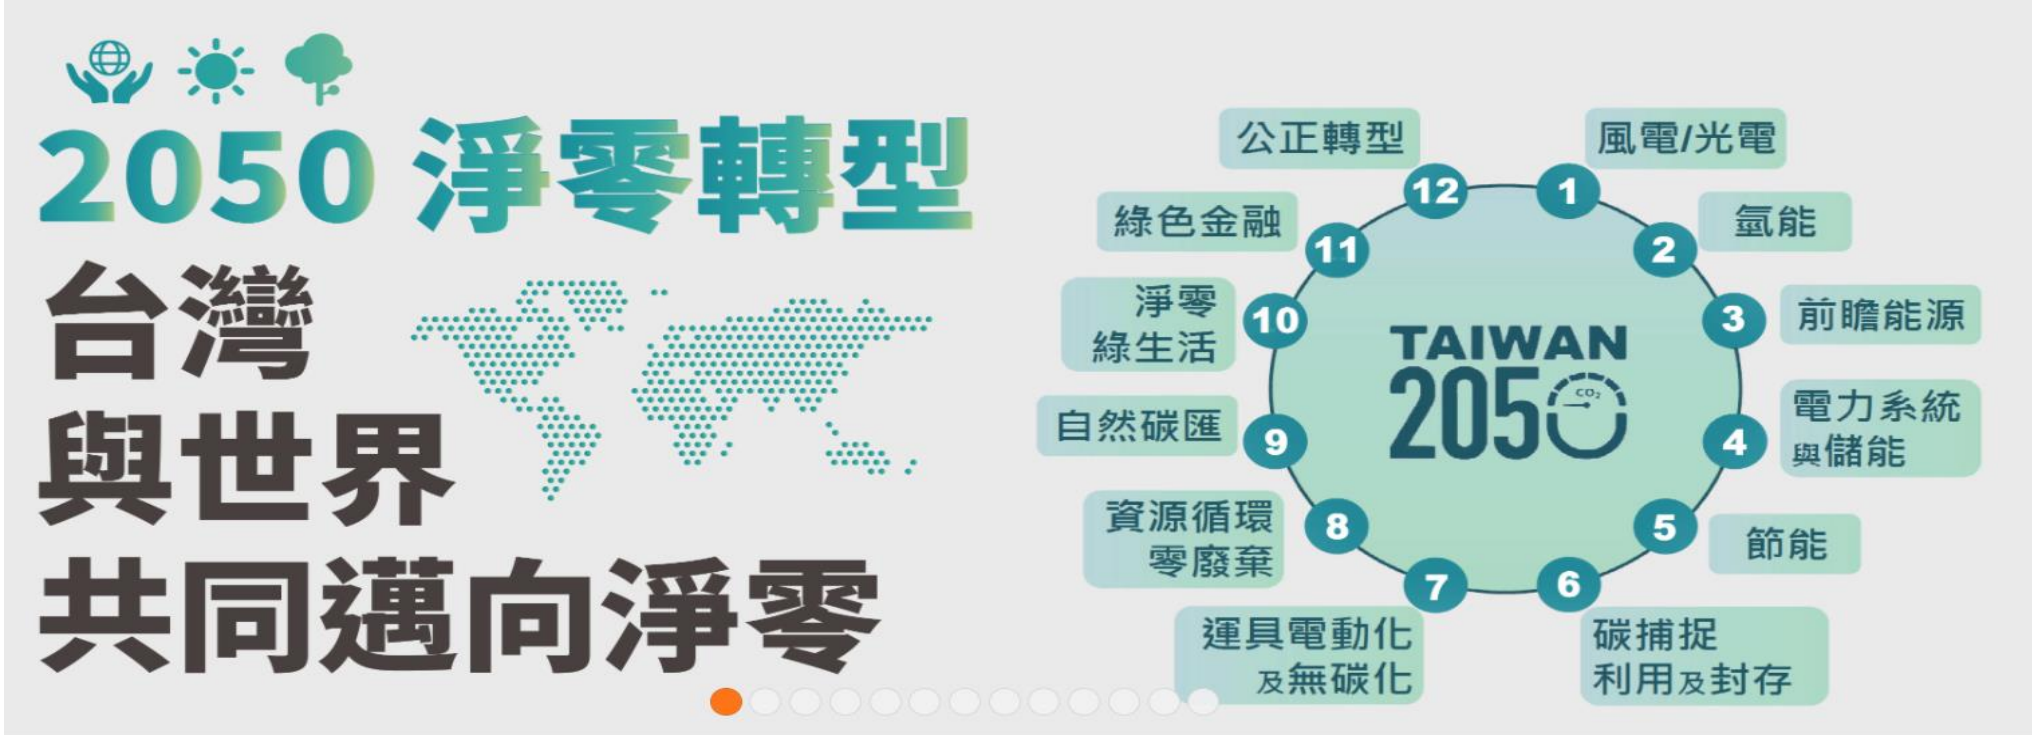 2050 淨零轉型
台灣
與世界
共同邁向淨零
TAIWAN
2050
CO₂
1
風電/光電
2
氫能
3
前瞻能源
4
電力系統
與儲能
5
節能
6
碳捕捉
利用及封存
7
運具電動化
及無碳化
8
資源循環
零廢棄
9
自然碳匯
10
淨零
綠生活
11
綠色金融
12
公正轉型